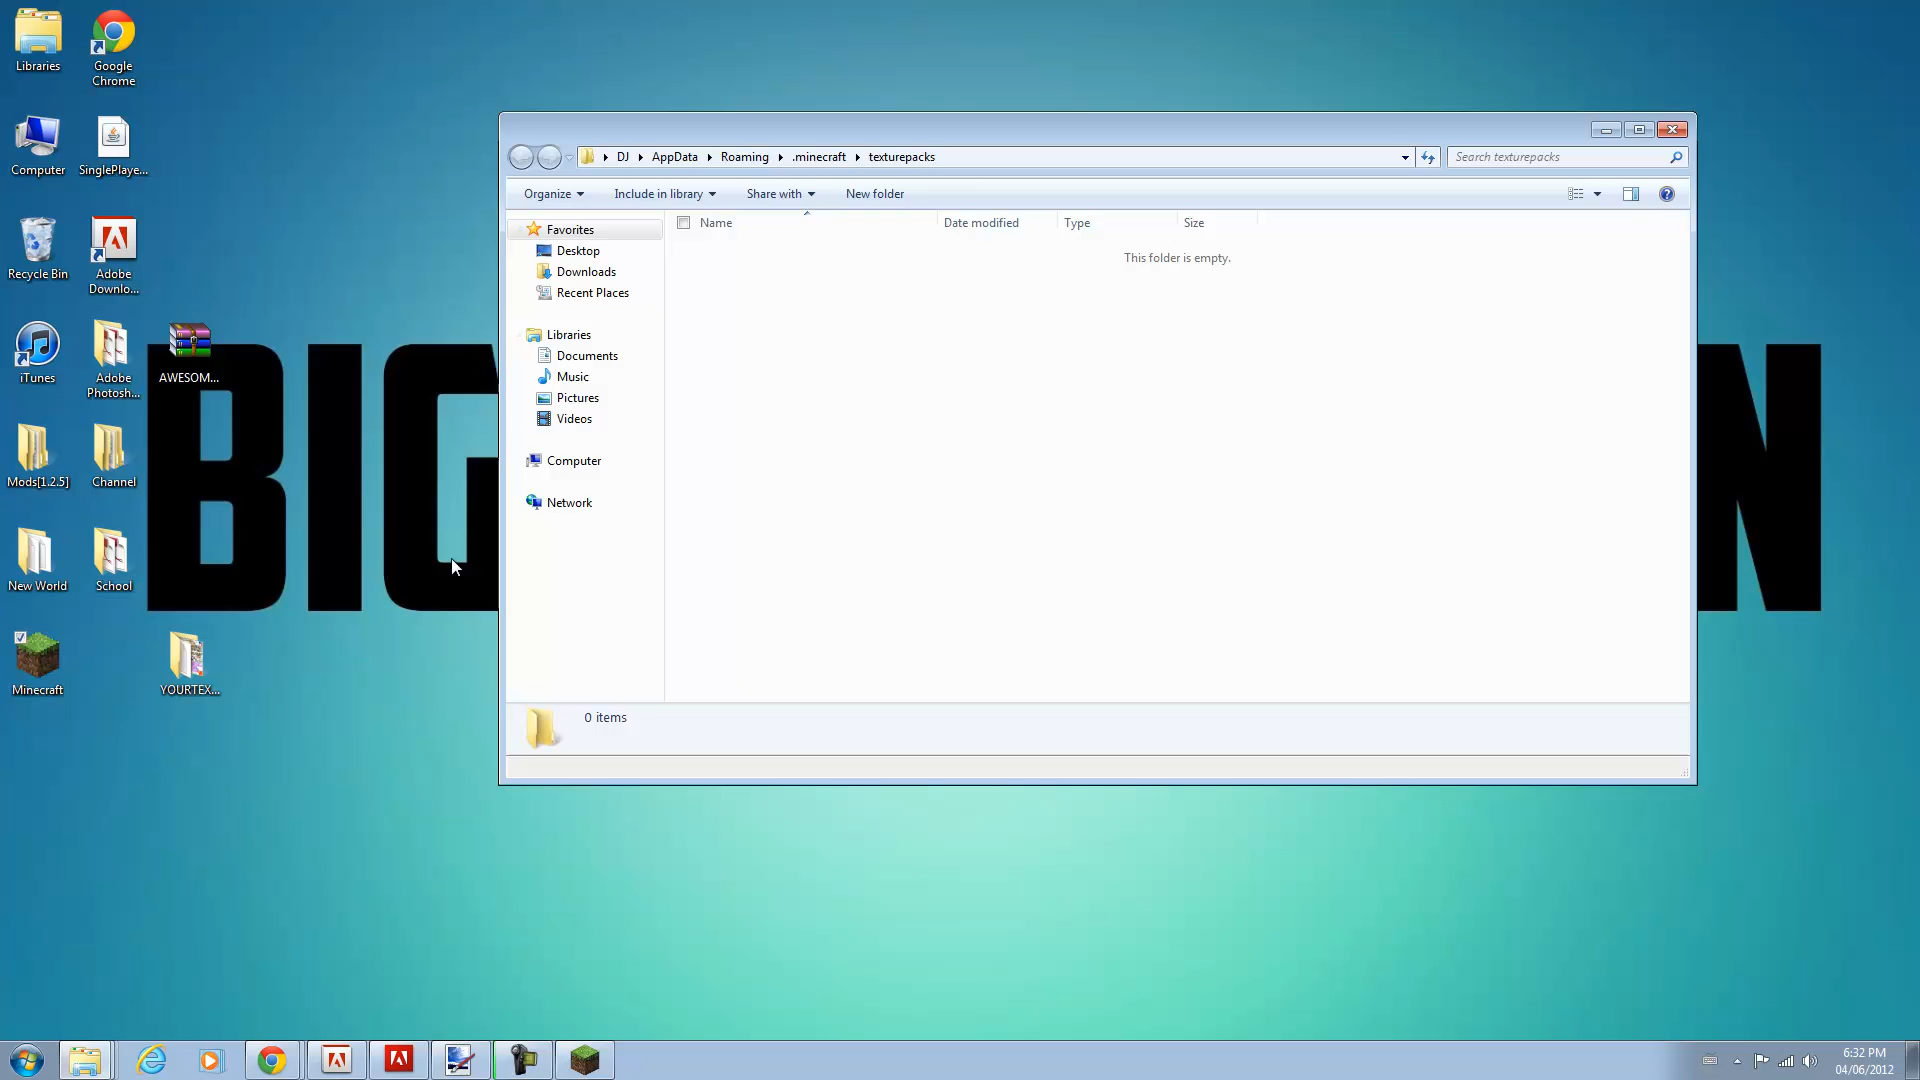 Libraries
Google
Chrome
Computer
SinglePlaye...
Recycle Bin
Adobe
Downlo...
iTunes
Adobe
Photosh...
AWESOM...
Mods[1.2.5]
Channel
New World
School
Minecraft
YOURTEX...
BIG
N
DJ
AppData
Roaming
.minecraft
texturepacks
Search texturepacks
Organize
Include in library
Share with
New folder
Favorites
Desktop
Downloads
Recent Places
Libraries
Documents
Music
Pictures
Videos
Computer
Network
Name
Date modified
Type
Size
This folder is empty.
0 items
6:32 PM
04/06/2012